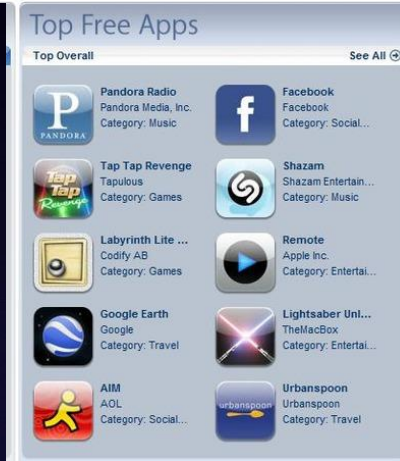 Top Free Apps
Top Overall
See All
Pandora Radio
Pandora Media, Inc.
Category: Music
P
PANDORA
Facebook
Facebook
Category: Social...
f
Tap Tap Revenge
Tapulous
Category: Games
Tap
Tap
Revenge
Shazam
Shazam Entertain...
Category: Music
Labyrinth Lite ...
Codify AB
Category: Games
Remote
Apple Inc.
Category: Entertai...
Google Earth
Google
Category: Travel
Lightsaber Unl...
TheMacBox
Category: Entertai...
AIM
AOL
Category: Social...
Urbanspoon
Urbanspoon
Category: Travel
urbanspoon